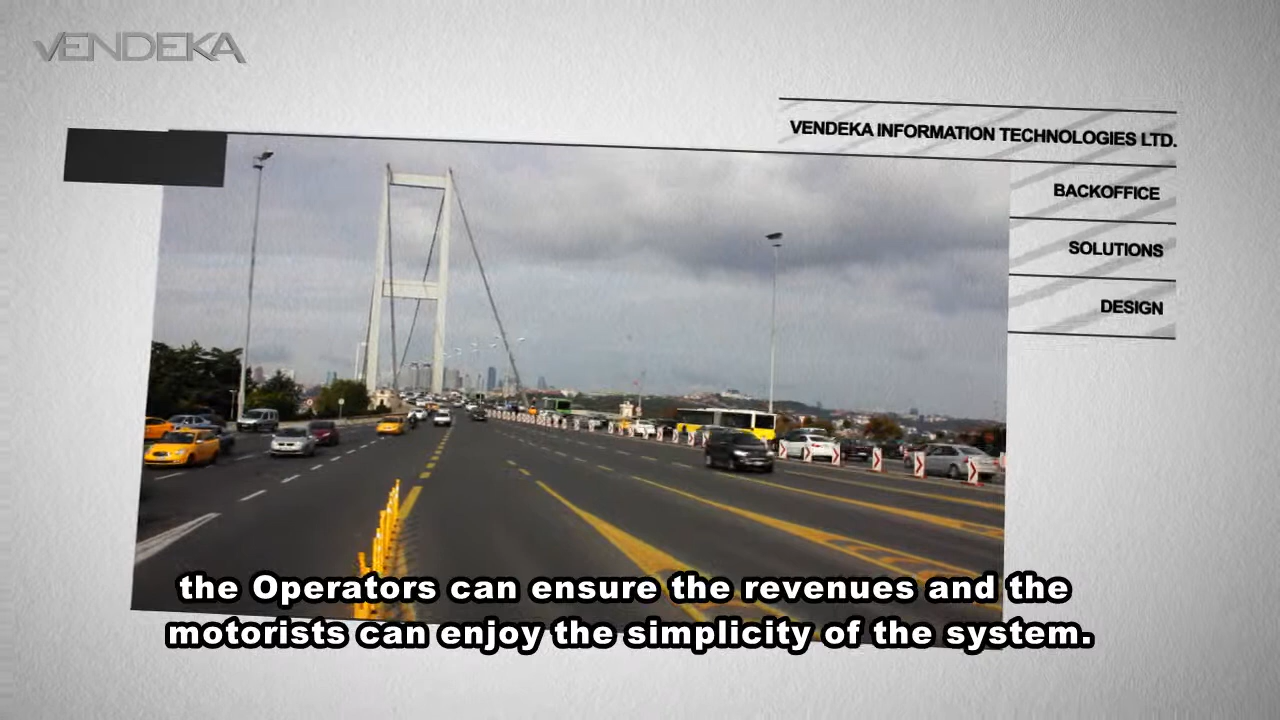 VENDEKA
VENDEKA INFORMATION TECHNOLOGIES LTD.
BACKOFFICE
SOLUTIONS
DESIGN
the Operators can ensure the revenues and the
motorists can enjoy the simplicity of the system.